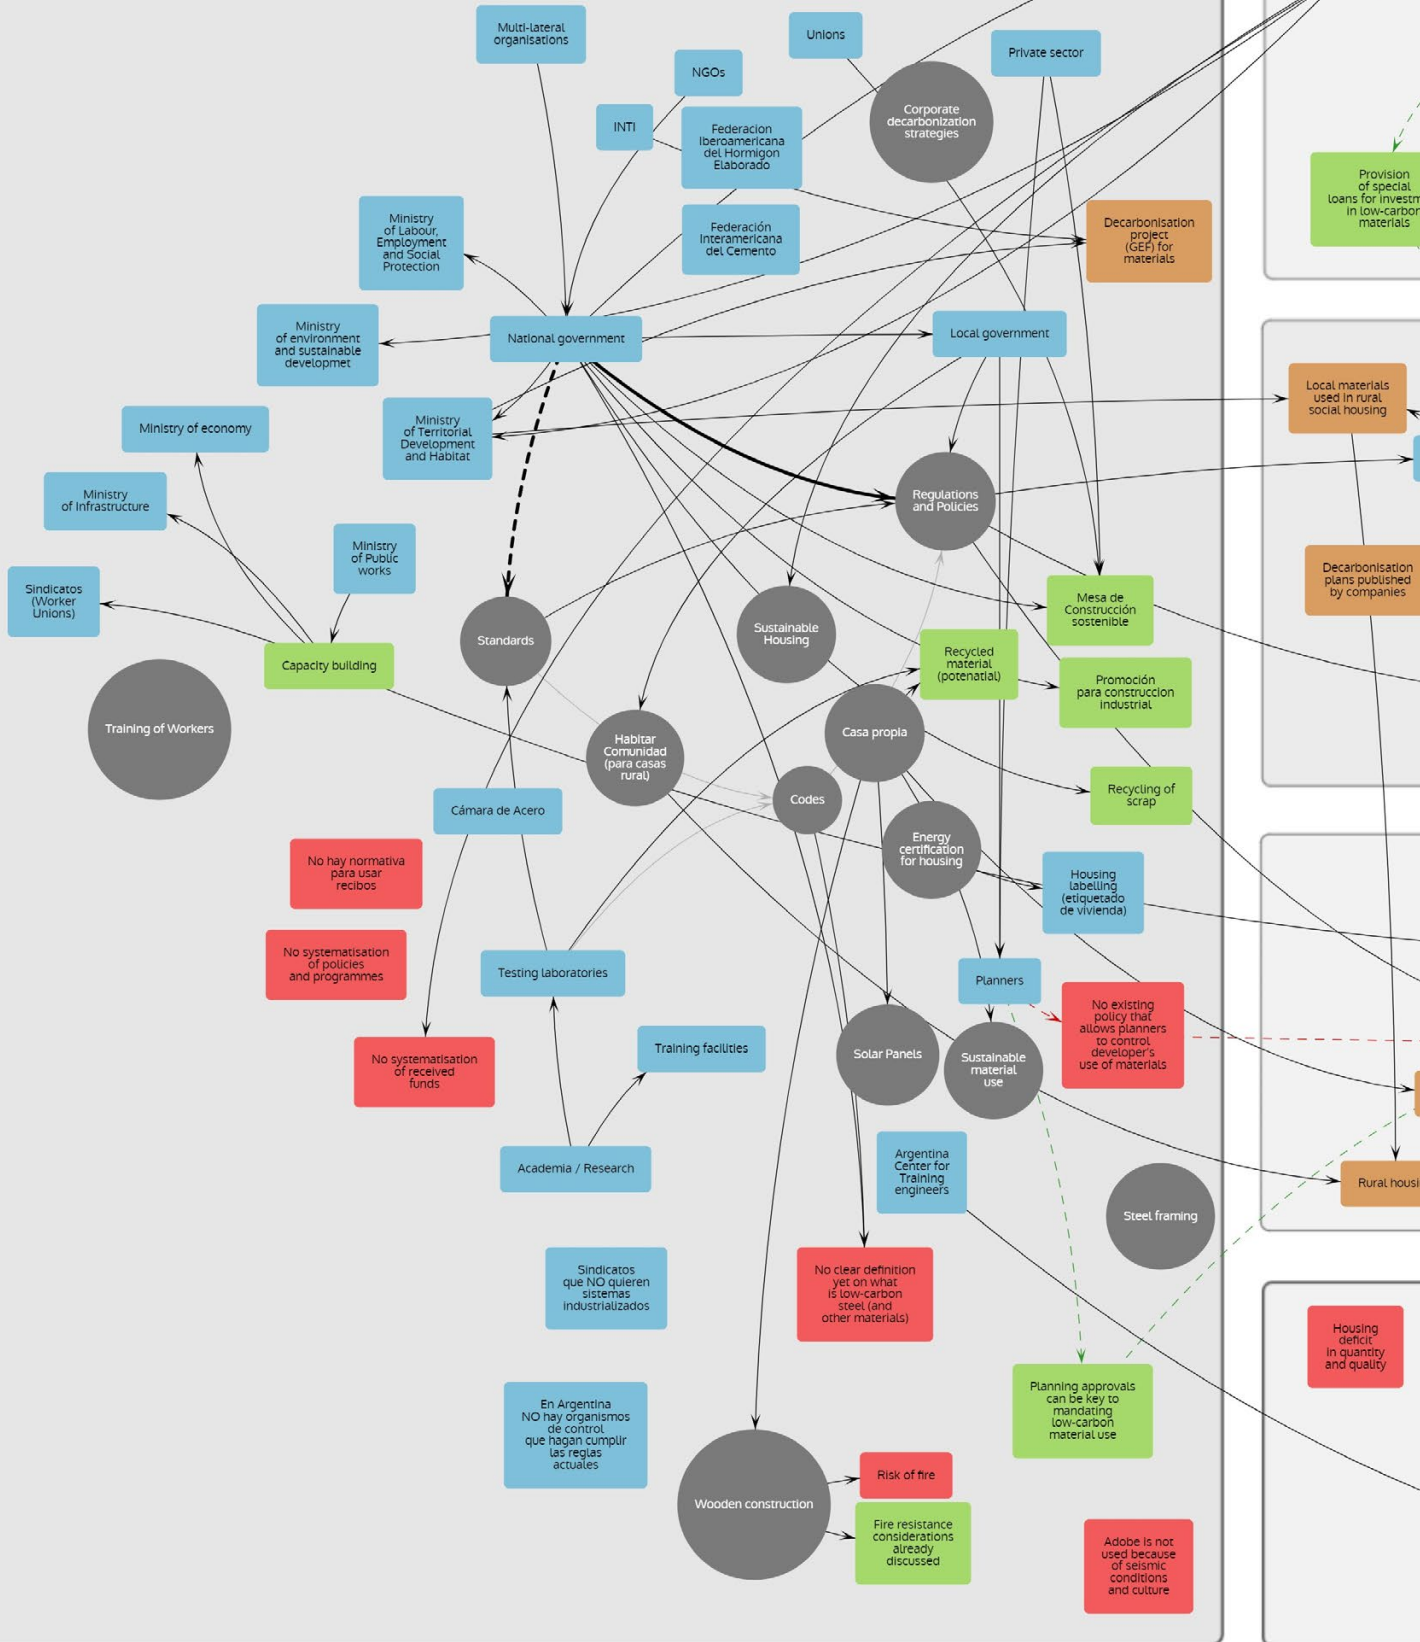 Multi-lateral
organisations
NGOs
Unions
Private sector
INTI
Federacion
Iberoamericana
del Hormigon
Elaborado
Corporate
decarbonization
strategies
Provision
of special
loans for
in low-carbon
materials
Ministry
of Labour,
Employment
and Social
Protection
Federación
Interamericana
del Cemento
Decarbonisation
project
(GEF) for
materials
Ministry
of environment
and sustainable
developmet
National government
Local government
Local materials
used in rural
social housing
Ministry of economy
Ministry
of Territorial
Development
and Habitat
Ministry
of Infrastructure
Regulations
and Policies
Ministry
of Public
works
Sindicatos
(Worker
Unions)
Decarbonisation
plans published
by companies
Mesa de
Construcción
sostenible
Standards
Sustainable
Housing
Capacity building
Recycled
material
(potenatial)
Promoción
para construccion
industrial
Training of Workers
Habitar
Comunidad
(para casas
rural)
Casa propia
Codes
Recycling of
scrap
Cámara de Acero
Energy
certification
for housing
No hay normativa
para usar
recibos
Housing
labelling
(etiquetado
de vivienda)
No systematisation
of policies
and programmes
Testing laboratories
Planners
No existing
policy that
allows planners
to control
developer's
use of materials
No systematisation
of received
funds
Training facilities
Solar Panels
Sustainable
material
use
Academia / Research
Argentina
Center for
Training
engineers
Rural
Steel framing
Sindicatos
que NO quieren
sistemas
industrializados
No clear definition
yet on what
is low-carbon
steel (and
other materials)
Housing
deficit
in quantity
and quality
En Argentina
NO hay organismos
de control
que hagan cumplir
las reglas
actuales
Planning approvals
can be key to
mandating
low-carbon
material use
Wooden construction
Risk of fire
Fire resistance
considerations
already
discussed
Adobe is not
used because
of seismic
conditions
and culture